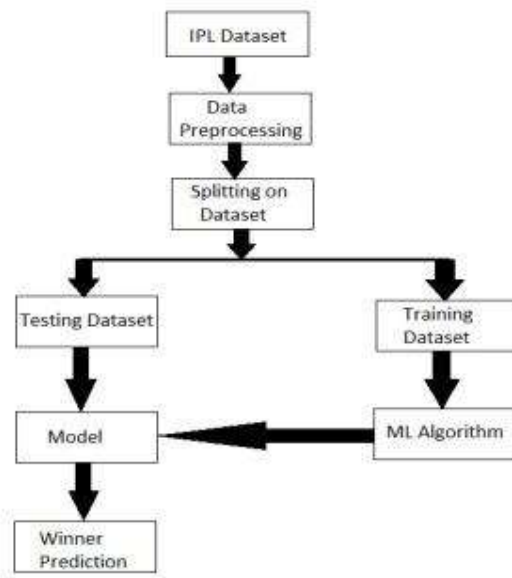 IPL Dataset
Data
Preprocessing
Splitting on
Dataset
Testing Dataset
Training
Dataset
Model
ML Algorithm
Winner
Prediction